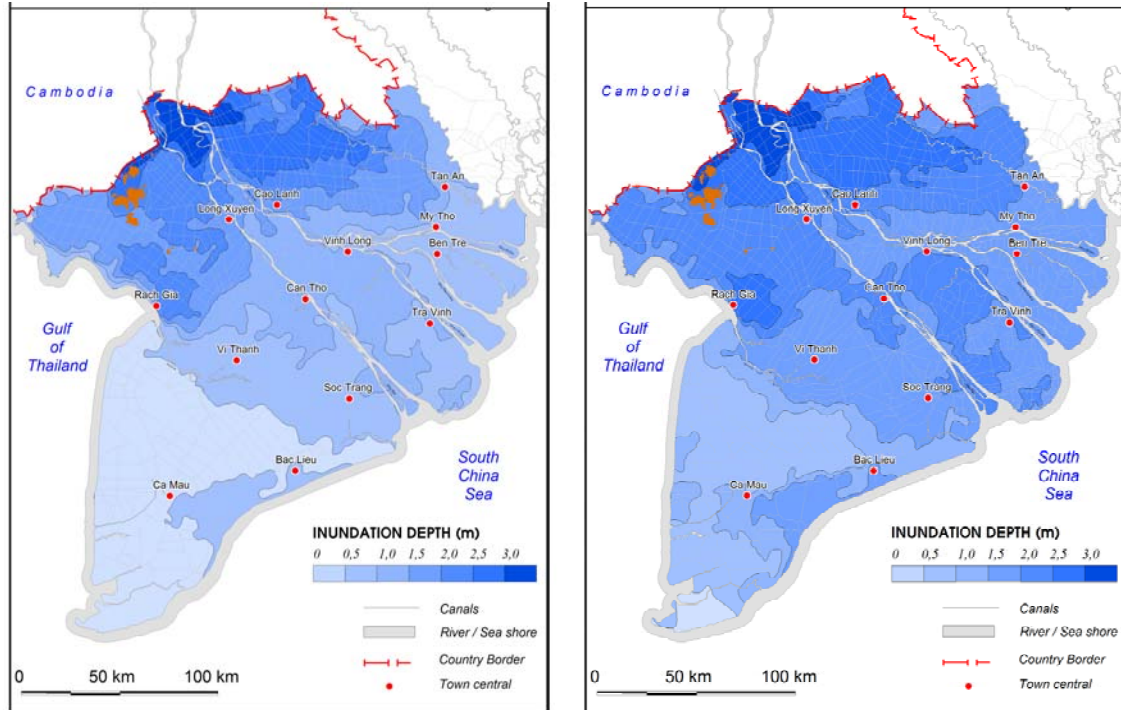 Cambodia
Tan An
Cao Lanh
Long Xuyen
My Tho
Vinh Long
Ben Tre
Can Tho
Rach Gia
Tra Vinh
Gulf
of
Thailand
Vi Thanh
Soc Trang
Bac Lieu
South
China
Sea
Ca Mau
INUNDATION DEPTH (m)
0 0,5 1,0 1,5 2,0 2,5 3,0
Canals
River / Sea shore
Country Border
Town central
0 50 km 100 km
Cambodia
Tan An
Cao Lanh
Long Xuyen
My Tho
Vinh Long
Ben Tre
Can Tho
Rach Gia
Tra Vinh
Gulf
of
Thailand
Vi Thanh
Soc Trang
Bac Lieu
South
China
Sea
Ca Mau
INUNDATION DEPTH (m)
0 0,5 1,0 1,5 2,0 2,5 3,0
Canals
River / Sea shore
Country Border
Town central
0 50 km 100 km